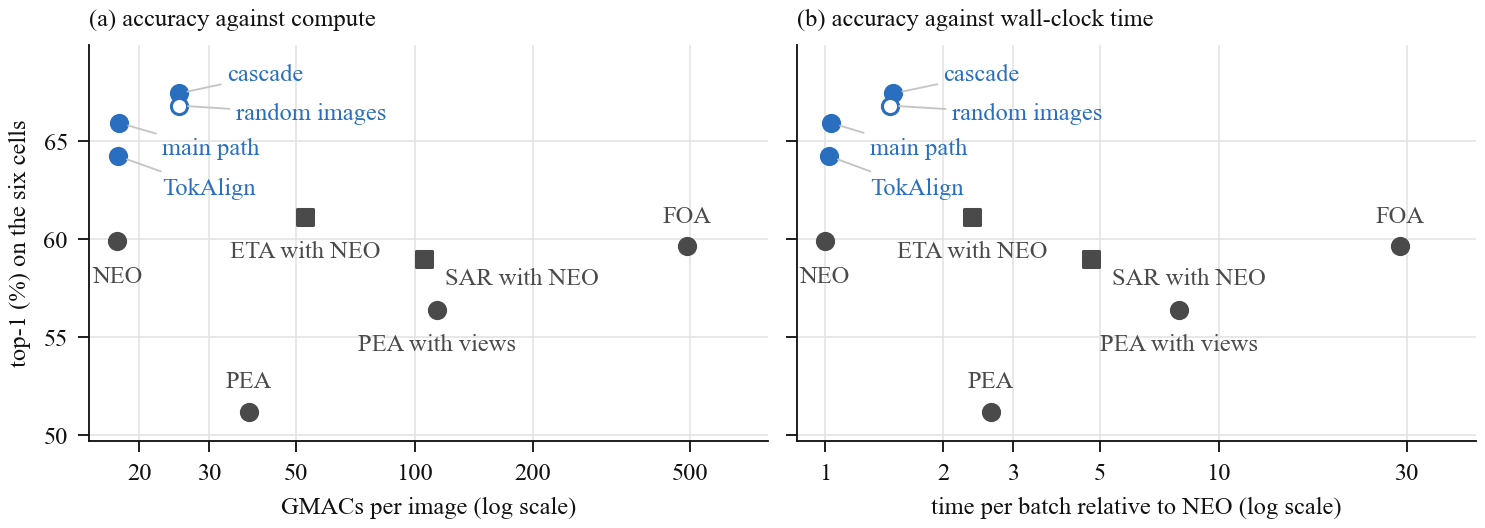 (a) accuracy against compute
top-1 (%) on the six cells
65
60
55
50
cascade
random images
main path
TokAlign
FOA
ETA with NEO
NEO
SAR with NEO
PEA with views
PEA
20 30 50 100 200 500
GMACs per image (log scale)
(b) accuracy against wall-clock time
cascade
random images
main path
TokAlign
FOA
ETA with NEO
NEO
SAR with NEO
PEA with views
PEA
1 2 3 5 10 30
time per batch relative to NEO (log scale)